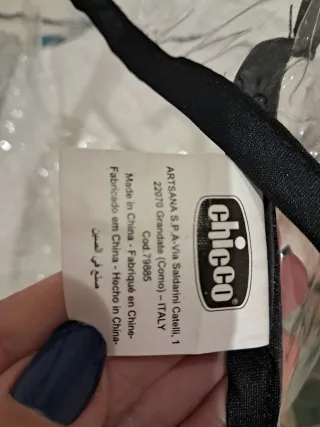 chicco®
ARTSANA S.P.A-Via Saldarini Catelli, 1
22070 Grandate (Como) – ITALY
Cod.79885
Made in China - Fabriqué en Chine-
Fabricado em China - Hecho in China-
صنع في الصين